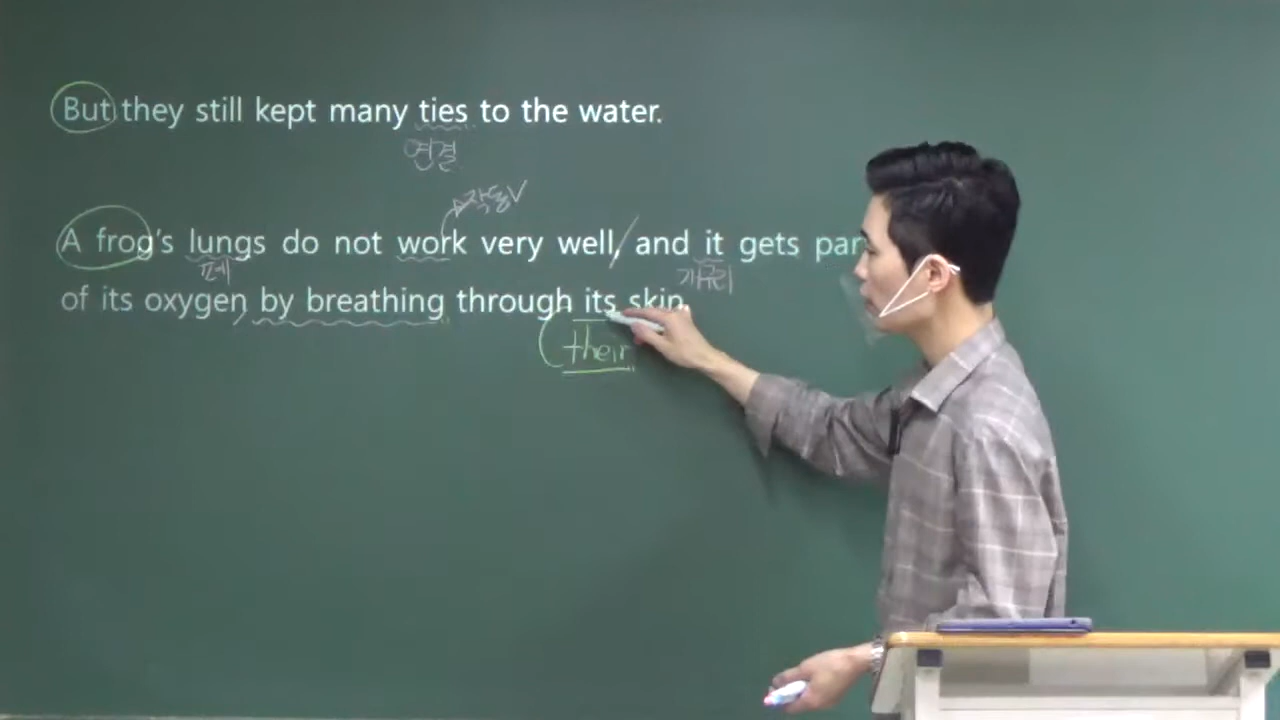 But they still kept many ties to the water.
연결
작동V
A frog's lungs do not work very well, and it gets par
폐 개구리
of its oxygen by breathing through its skin.
(their